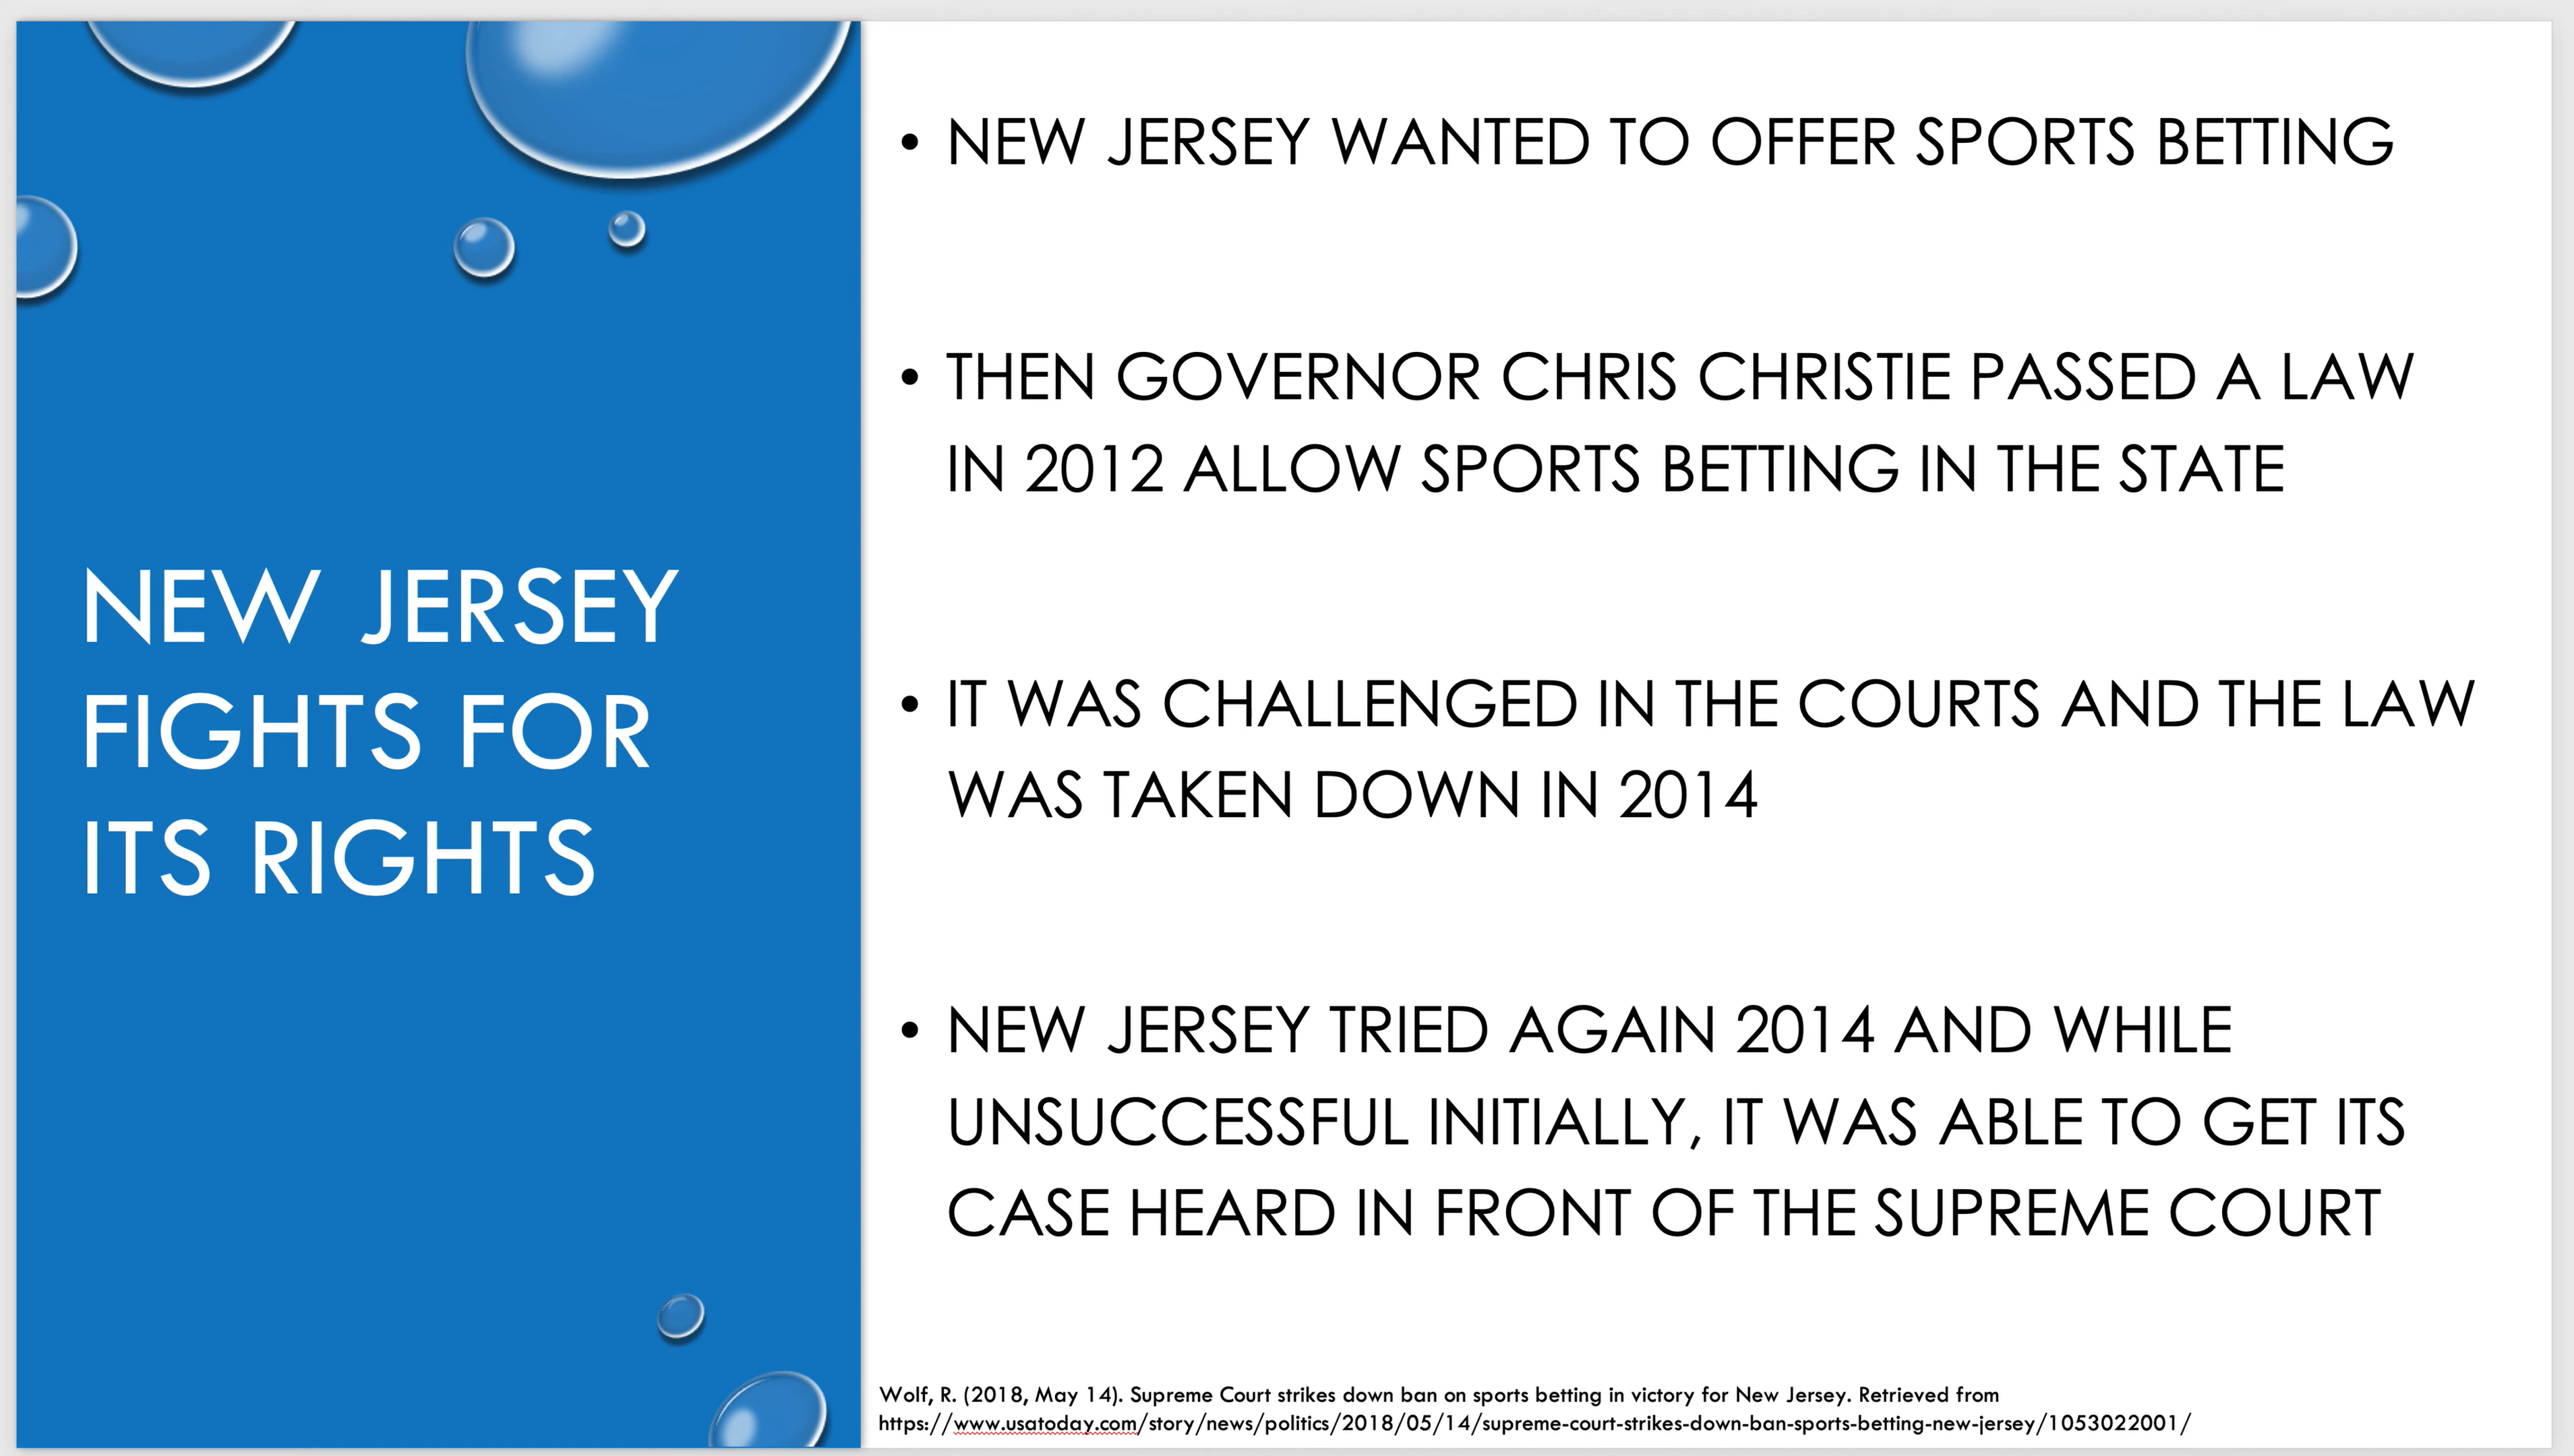 NEW JERSEY
FIGHTS FOR
ITS RIGHTS
• NEW JERSEY WANTED TO OFFER SPORTS BETTING
• THEN GOVERNOR CHRIS CHRISTIE PASSED A LAW
IN 2012 ALLOW SPORTS BETTING IN THE STATE
• IT WAS CHALLENGED IN THE COURTS AND THE LAW
WAS TAKEN DOWN IN 2014
• NEW JERSEY TRIED AGAIN 2014 AND WHILE
UNSUCCESSFUL INITIALLY, IT WAS ABLE TO GET ITS
CASE HEARD IN FRONT OF THE SUPREME COURT
Wolf, R. (2018, May 14). Supreme Court strikes down ban on sports betting in victory for New Jersey. Retrieved from
https://www.usatoday.com/story/news/politics/2018/05/14/supreme-court-strikes-down-ban-sports-betting-new-jersey/1053022001/